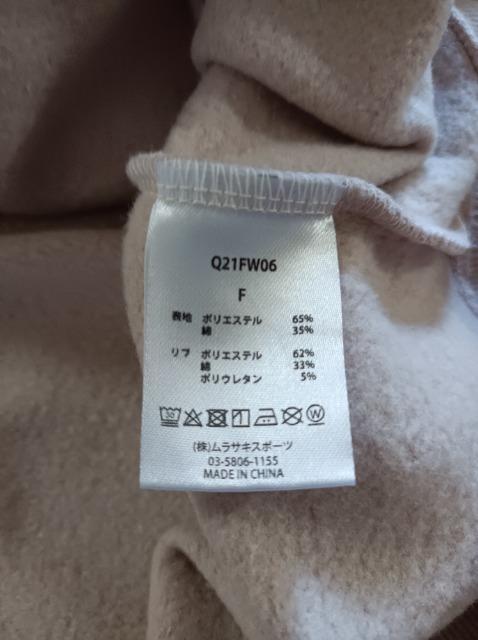 Q21FW06
F
表地 ポリエステル 65%
綿 35%
リブ ポリエステル 62%
綿 33%
ポリウレタン 5%
30 W
(株)ムラサキスポーツ
03-5806-1155
MADE IN CHINA